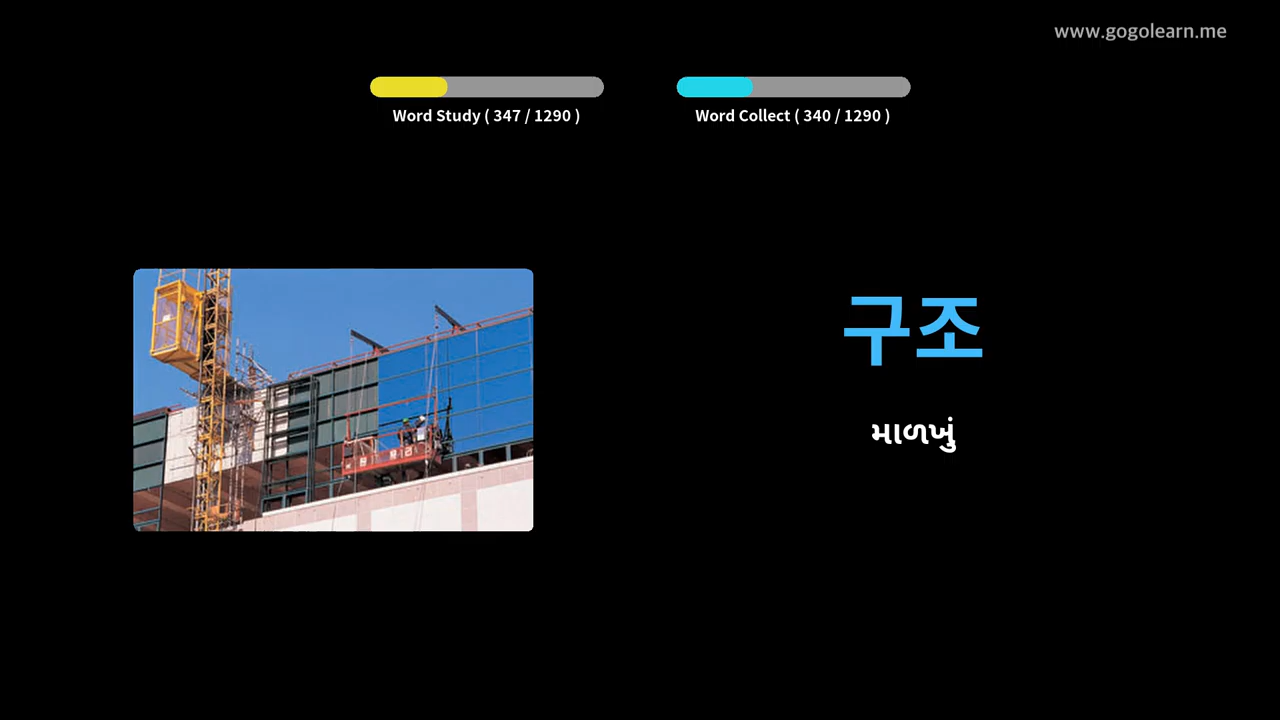 www.gogolearn.me
Word Study ( 347 / 1290 )
Word Collect ( 340 / 1290 )
구조
માળખું